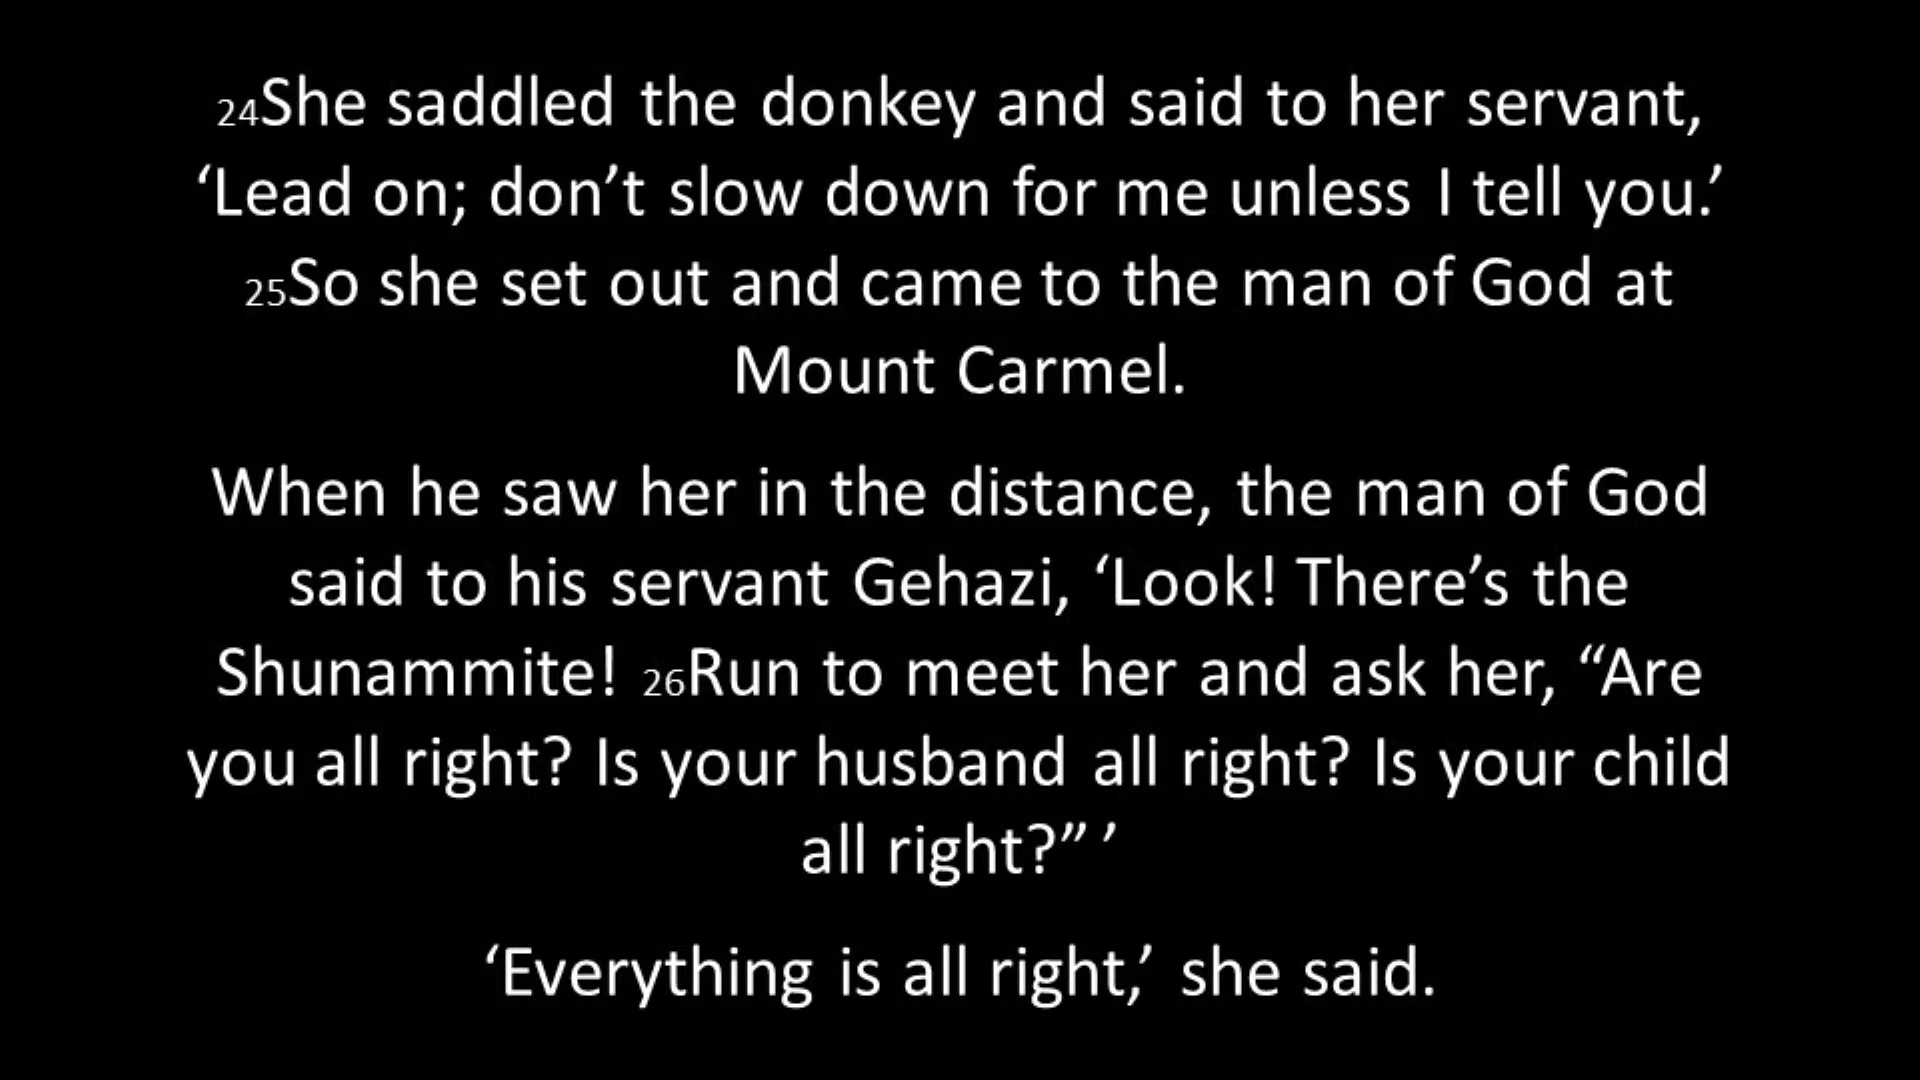 24She saddled the donkey and said to her servant,
‘Lead on; don’t slow down for me unless I tell you.’
25So she set out and came to the man of God at
Mount Carmel.
When he saw her in the distance, the man of God
said to his servant Gehazi, ‘Look! There’s the
Shunammite! 26Run to meet her and ask her, “Are
you all right? Is your husband all right? Is your child
all right?” ’
‘Everything is all right,’ she said.